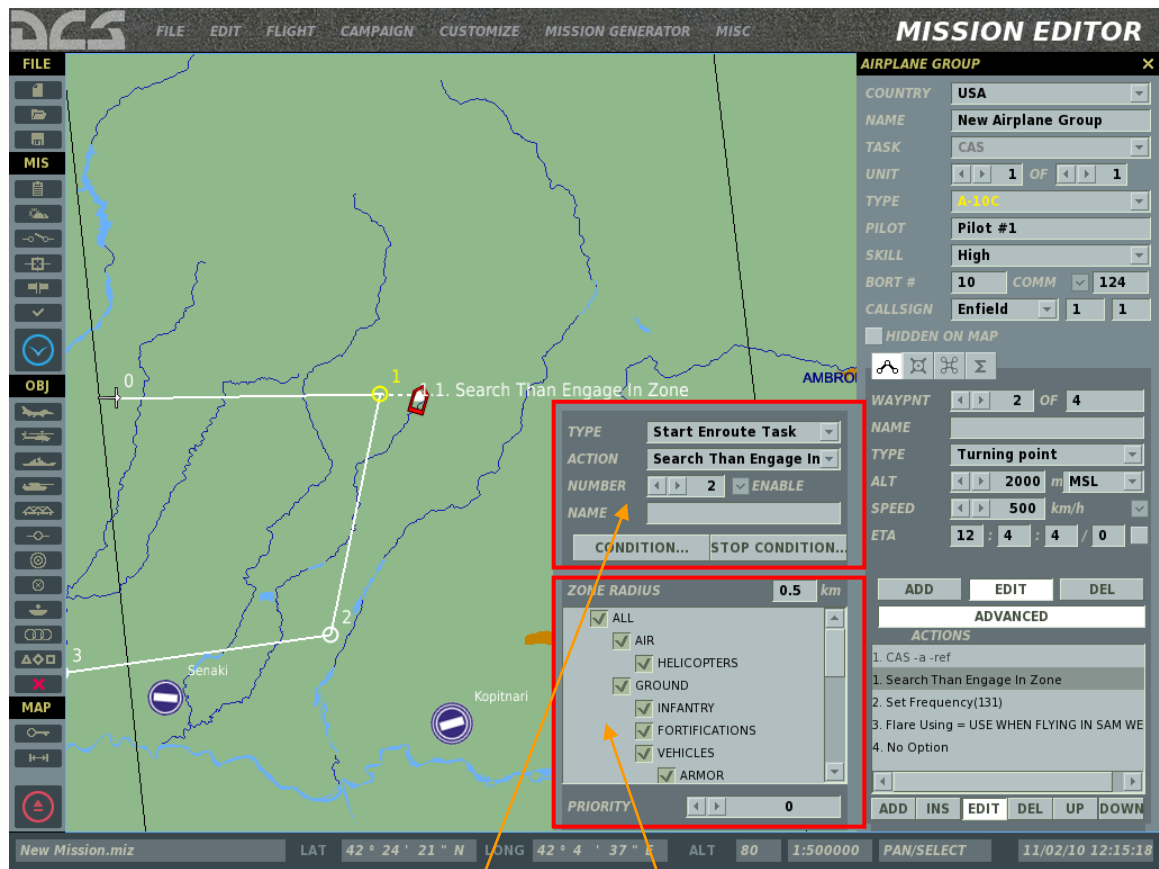 DCS FILE EDIT FLIGHT CAMPAIGN CUSTOMIZE MISSION GENERATOR MISC MISSION EDITOR
FILE
MIS
OBJ
MAP
0
1
1.1. Search Than Engage In Zone
AMBRO
2
3
Senaki
Kopitnari
TYPE Start Enroute Task
ACTION Search Than Engage In
NUMBER 2 ENABLE
NAME
CONDITION... STOP CONDITION...
ZONE RADIUS 0.5 km
ALL
AIR
HELICOPTERS
GROUND
INFANTRY
FORTIFICATIONS
VEHICLES
ARMOR
PRIORITY 0
AIRPLANE GROUP
COUNTRY USA
NAME New Airplane Group
TASK CAS
UNIT 1 OF 1
TYPE A-10C
PILOT Pilot #1
SKILL High
BORT # 10 COMM 124
CALLSIGN Enfield 1 1
HIDDEN ON MAP
Σ
WAYPNT 2 OF 4
NAME
TYPE Turning point
ALT 2000 m MSL
SPEED 500 km/h
ETA 12 : 4 : 4 / 0
ADD EDIT DEL
ADVANCED
ACTIONS
1. CAS -a -ref
1. Search Than Engage In Zone
2. Set Frequency(131)
3. Flare Using = USE WHEN FLYING IN SAM WE
4. No Option
ADD INS EDIT DEL UP DOWN
New Mission.miz LAT 42 ° 24 ' 21 " N LONG 42 ° 4 ' 37 " E ALT 80 1:500000 PAN/SELECT 11/02/10 12:15:18